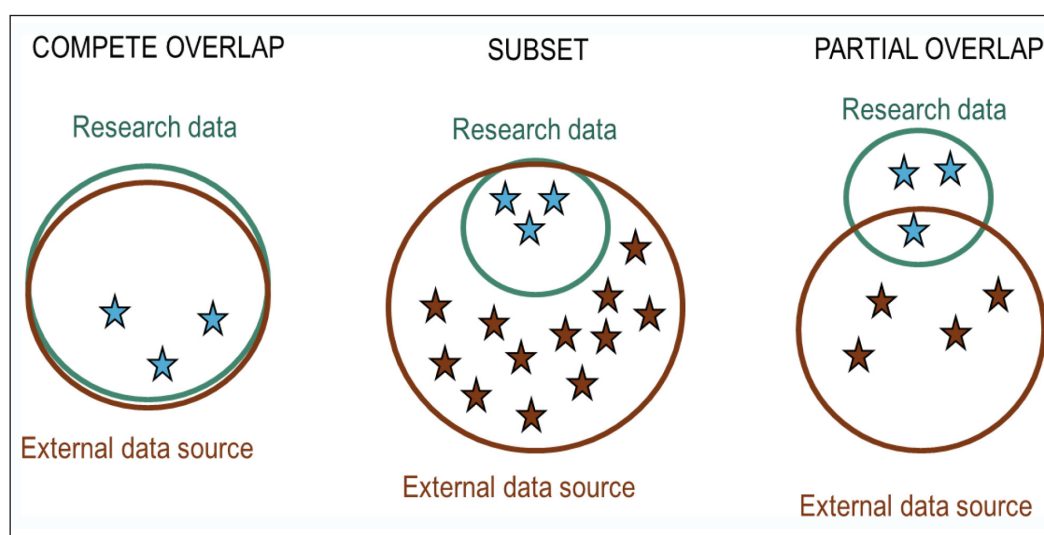 COMPETE OVERLAP
Research data
External data source
SUBSET
Research data
External data source
PARTIAL OVERLAP
Research data
External data source